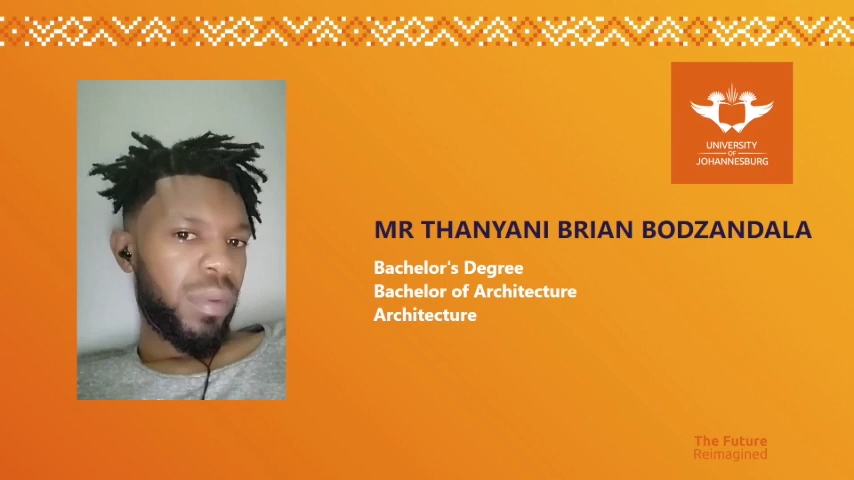 UNIVERSITY
OF
JOHANNESBURG
MR THANYANI BRIAN BODZANDALA
Bachelor's Degree
Bachelor of Architecture
Architecture
The Future
Reimagined